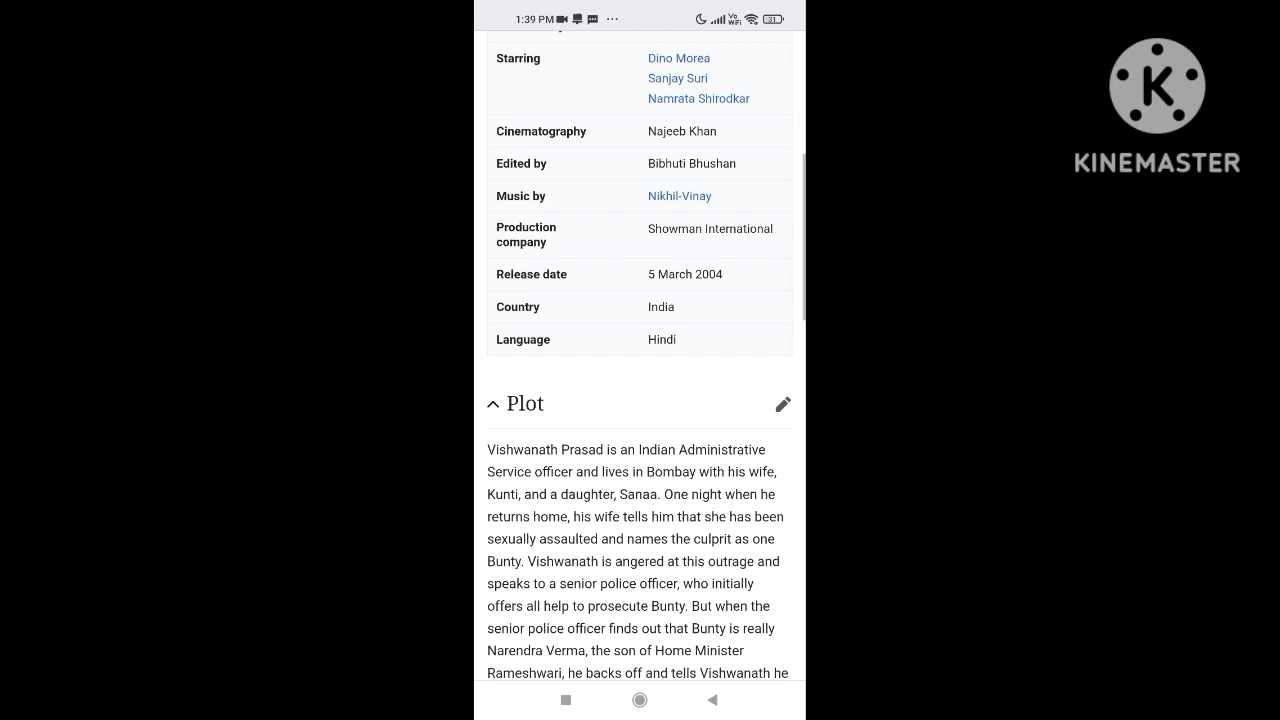 1:39 PM
Vo
WiFi
31
Starring
Dino Morea
Sanjay Suri
Namrata Shirodkar
Cinematography
Najeeb Khan
Edited by
Bibhuti Bhushan
Music by
Nikhil-Vinay
Production
company
Showman International
Release date
5 March 2004
Country
India
Language
Hindi
Plot
Vishwanath Prasad is an Indian Administrative
Service officer and lives in Bombay with his wife,
Kunti, and a daughter, Sanaa. One night when he
returns home, his wife tells him that she has been
sexually assaulted and names the culprit as one
Bunty. Vishwanath is angered at this outrage and
speaks to a senior police officer, who initially
offers all help to prosecute Bunty. But when the
senior police officer finds out that Bunty is really
Narendra Verma, the son of Home Minister
Rameshwari, he backs off and tells Vishwanath he
K
KINEMASTER